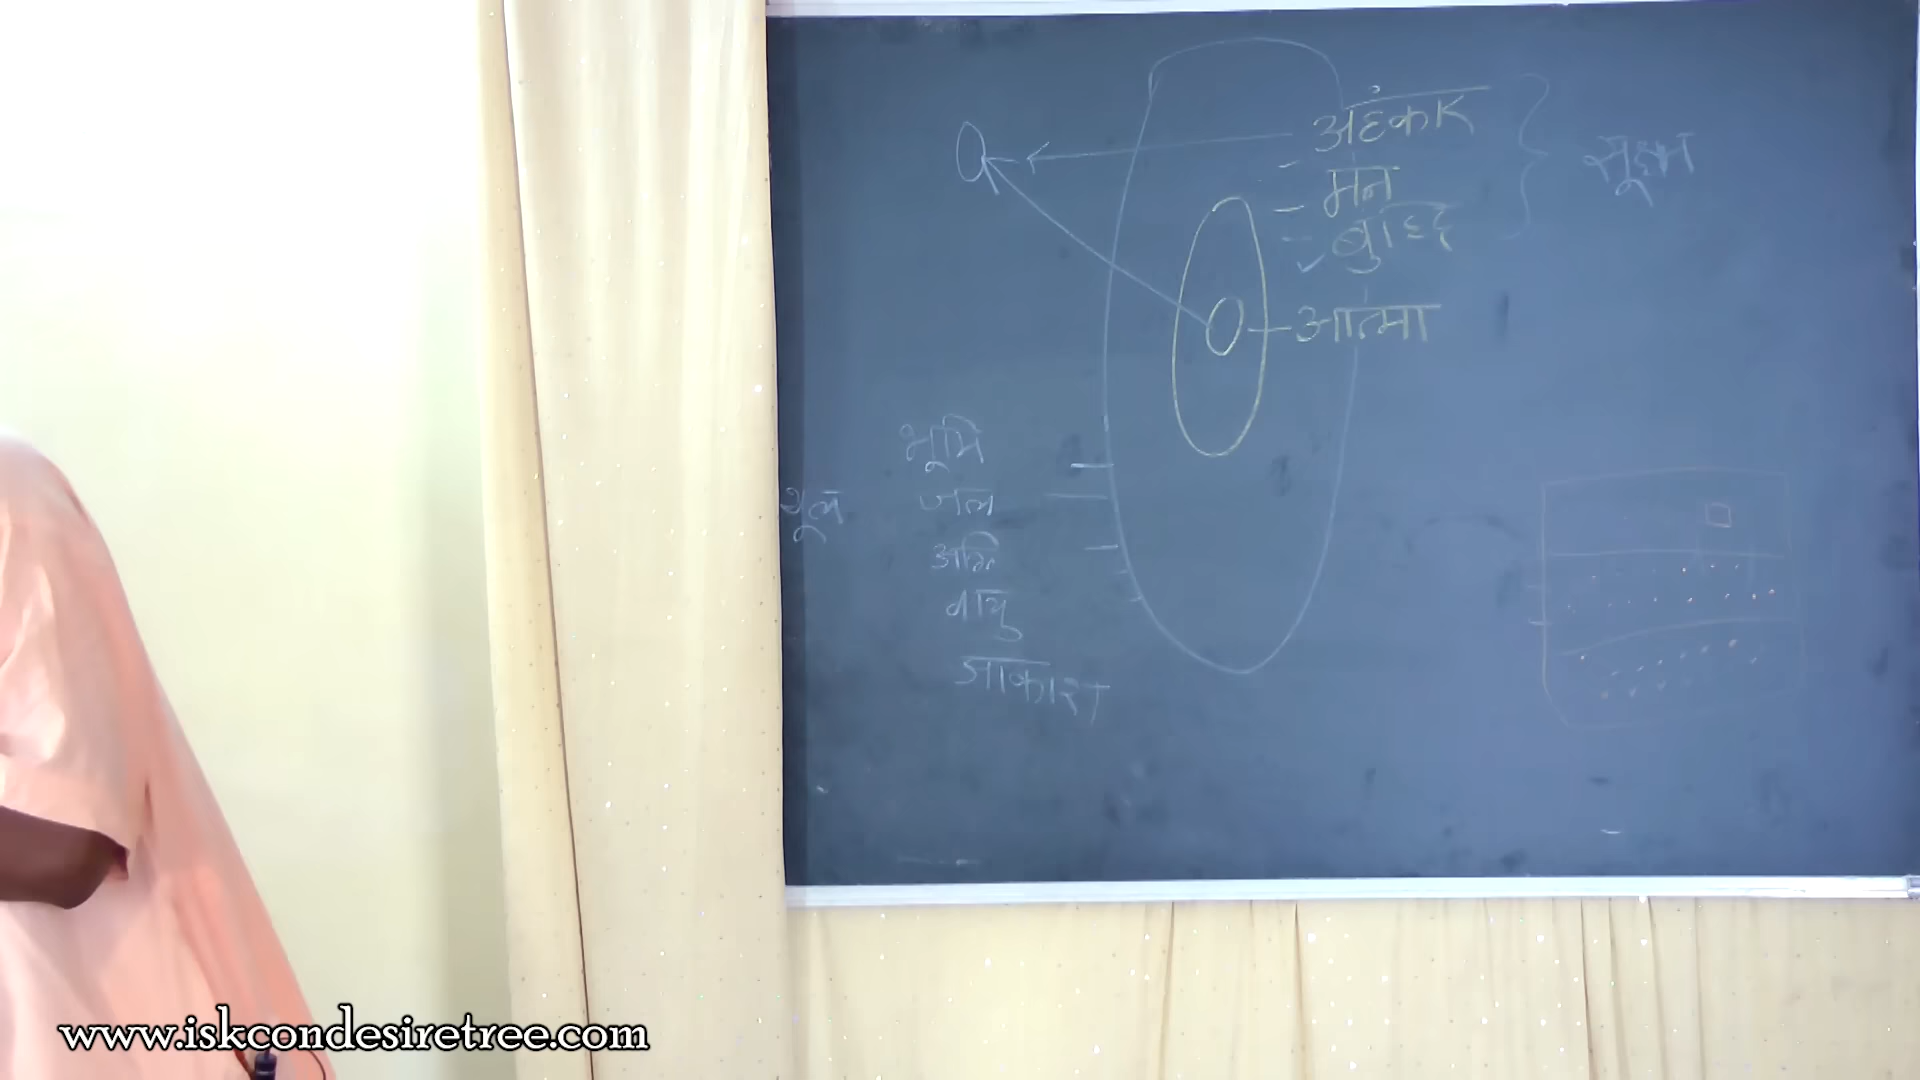 अहंकार
मन
बुद्धि
सूक्ष्म
आत्मा
भूमि
जल
स्थूल
अग्नि
वायु
आकाश
www.iskcondesiretree.com